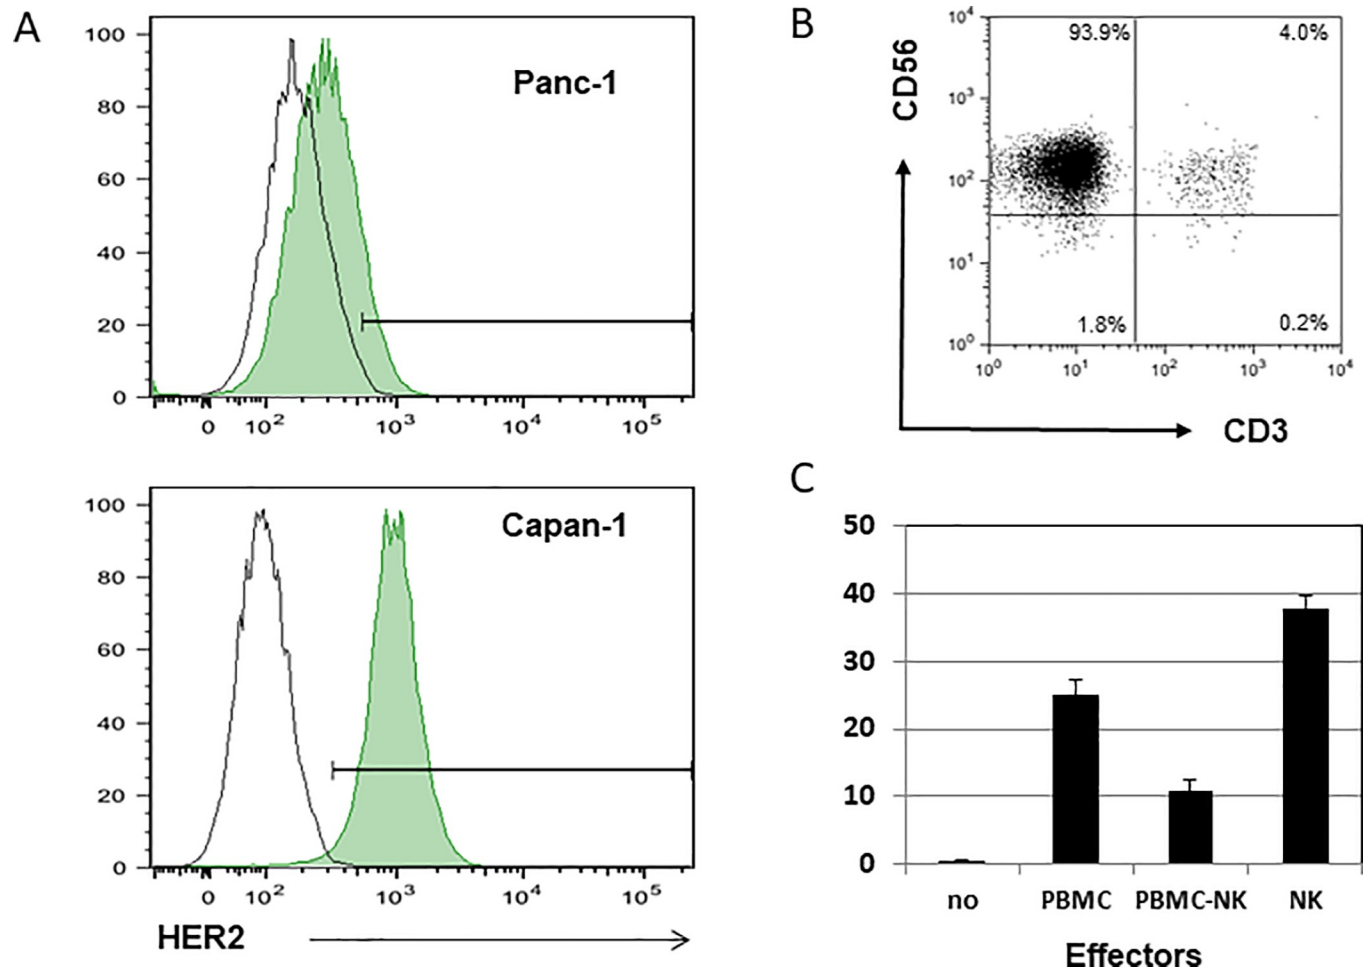 A
100
80
60
40
20
0
Panc-1
0 10² 10³ 10⁴ 10⁵
100
80
60
40
20
0
Capan-1
0 10² 10³ 10⁴ 10⁵
HER2
B
CD56
10⁴
10³
10²
10¹
10⁰
93.9% 4.0%
1.8% 0.2%
10⁰ 10¹ 10² 10³ 10⁴
CD3
C
50
40
30
20
10
0
no PBMC PBMC-NK NK
Effectors